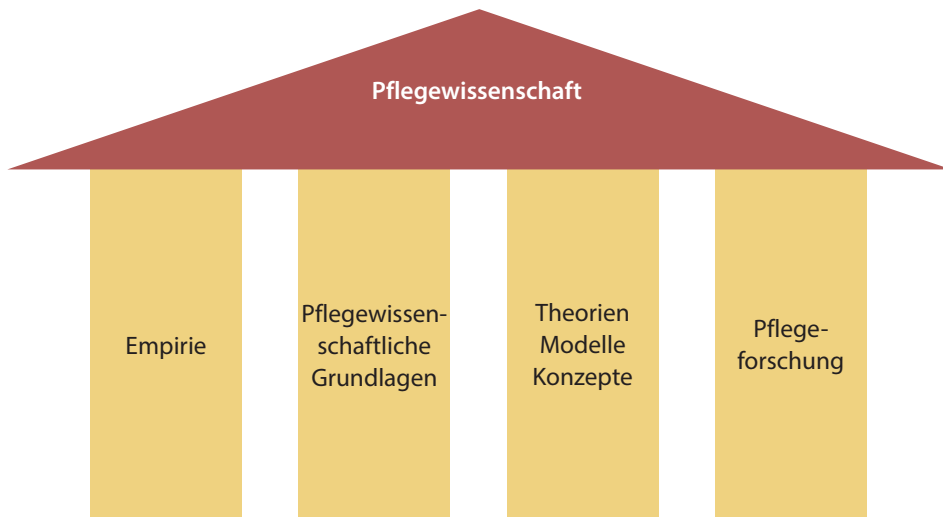 Pflegewissenschaft
Empirie
Pflegewissen-
schaftliche
Grundlagen
Theorien
Modelle
Konzepte
Pflege-
forschung